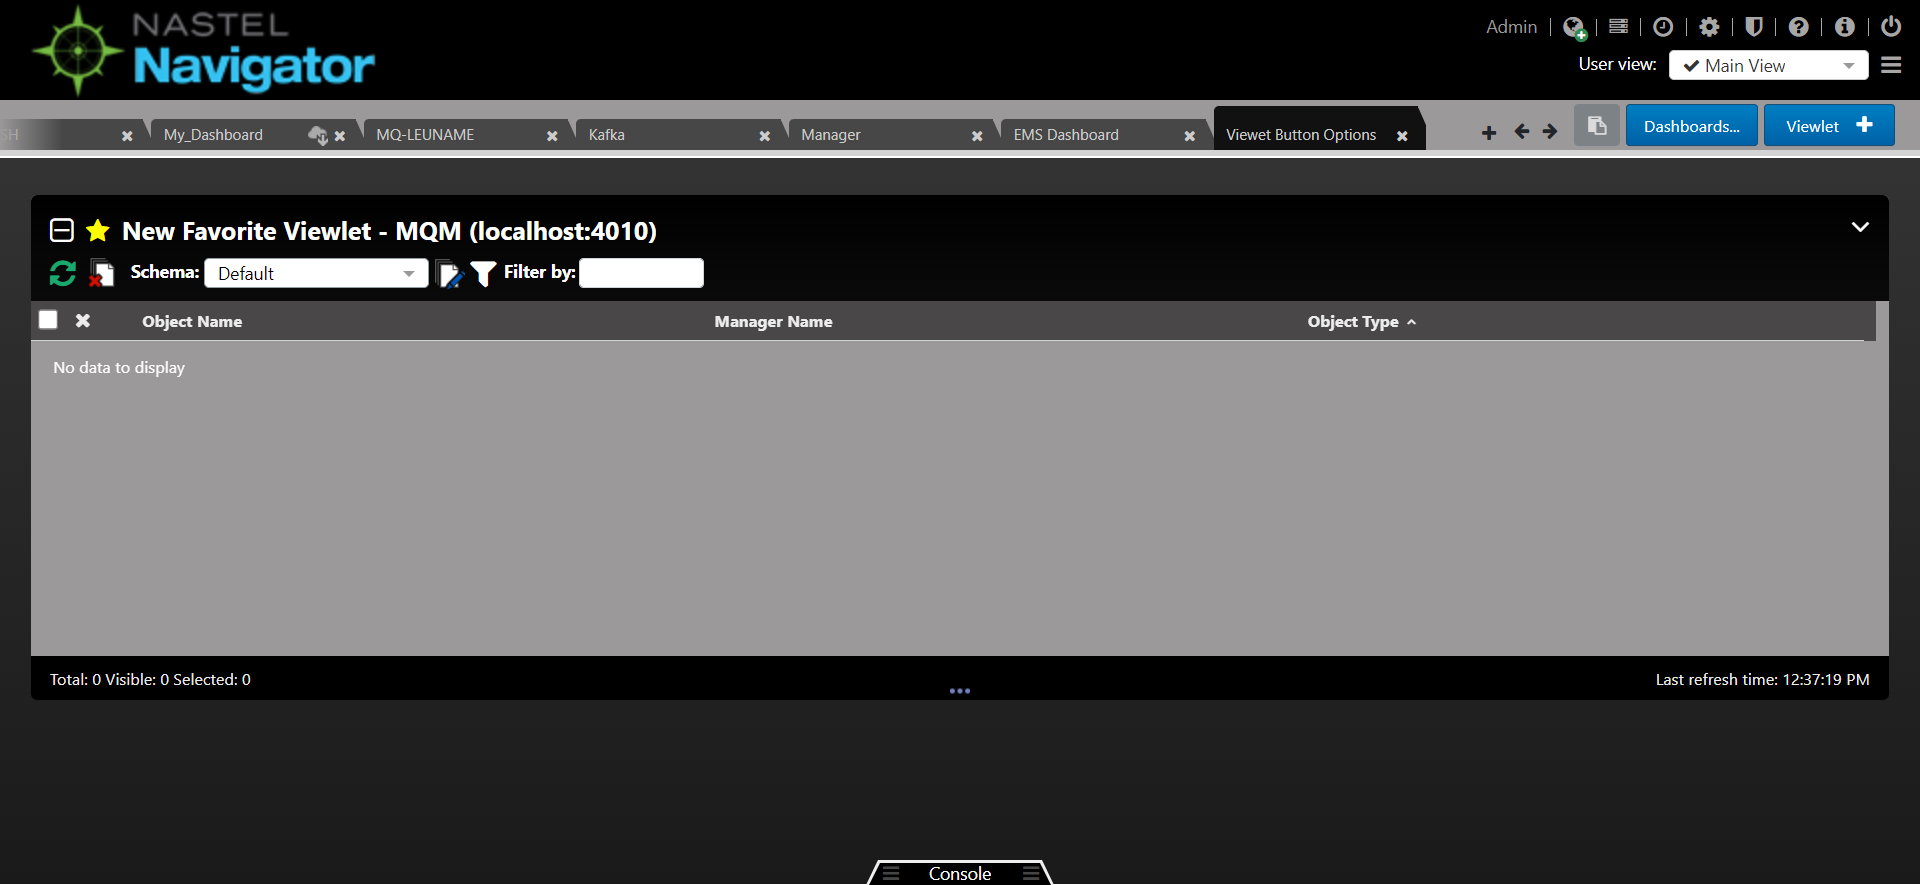 NASTEL
Navigator
Admin
User view: Main View
SH
My_Dashboard
MQ-LEUNAME
Kafka
Manager
EMS Dashboard
Viewet Button Options
Dashboards...
Viewlet
New Favorite Viewlet - MQM (localhost:4010)
Schema: Default Filter by:
Object Name Manager Name Object Type
No data to display
Total: 0 Visible: 0 Selected: 0
Last refresh time: 12:37:19 PM
Console